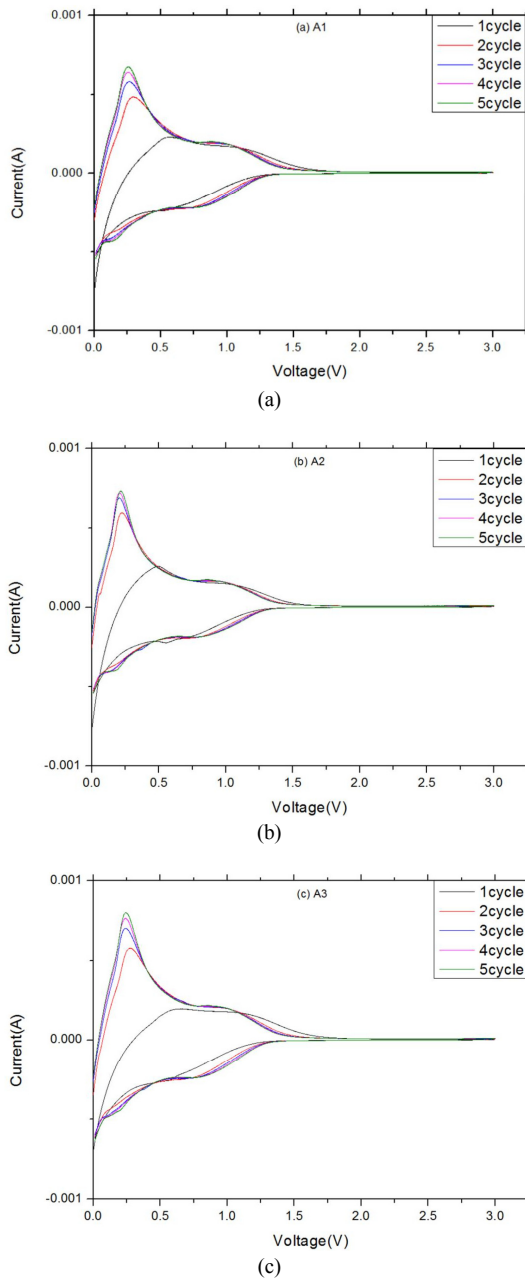 0.001
(a) A1
1cycle
2cycle
3cycle
4cycle
5cycle
Current(A)
0.000
-0.001
0.0 0.5 1.0 1.5 2.0 2.5 3.0
Voltage(V)
(a)
0.001
(b) A2
1cycle
2cycle
3cycle
4cycle
5cycle
Current(A)
0.000
-0.001
0.0 0.5 1.0 1.5 2.0 2.5 3.0
Voltage(V)
(b)
0.001
(c) A3
1cycle
2cycle
3cycle
4cycle
5cycle
Current(A)
0.000
-0.001
0.0 0.5 1.0 1.5 2.0 2.5 3.0
Voltage(V)
(c)